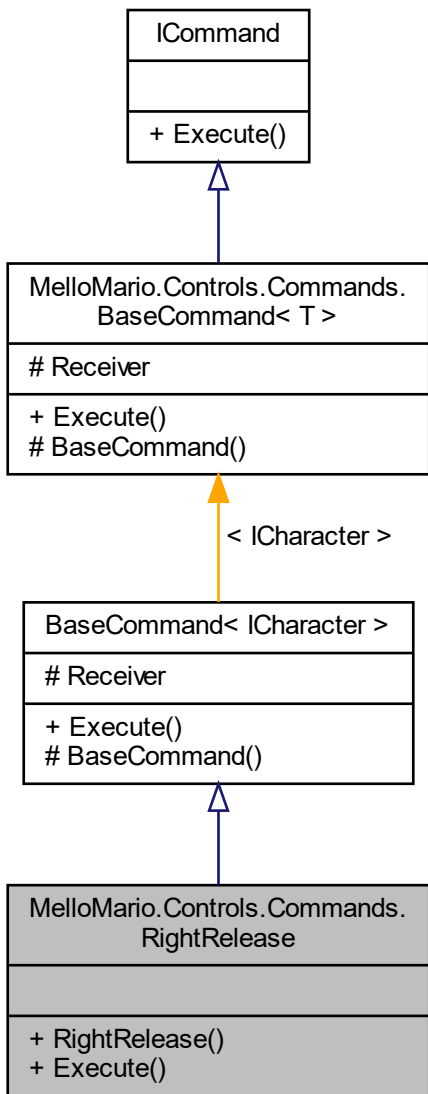 ICommand
+ Execute()
MelloMario.Controls.Commands.
BaseCommand< T >
# Receiver
+ Execute()
# BaseCommand()
< ICharacter >
BaseCommand< ICharacter >
# Receiver
+ Execute()
# BaseCommand()
MelloMario.Controls.Commands.
RightRelease
+ RightRelease()
+ Execute()